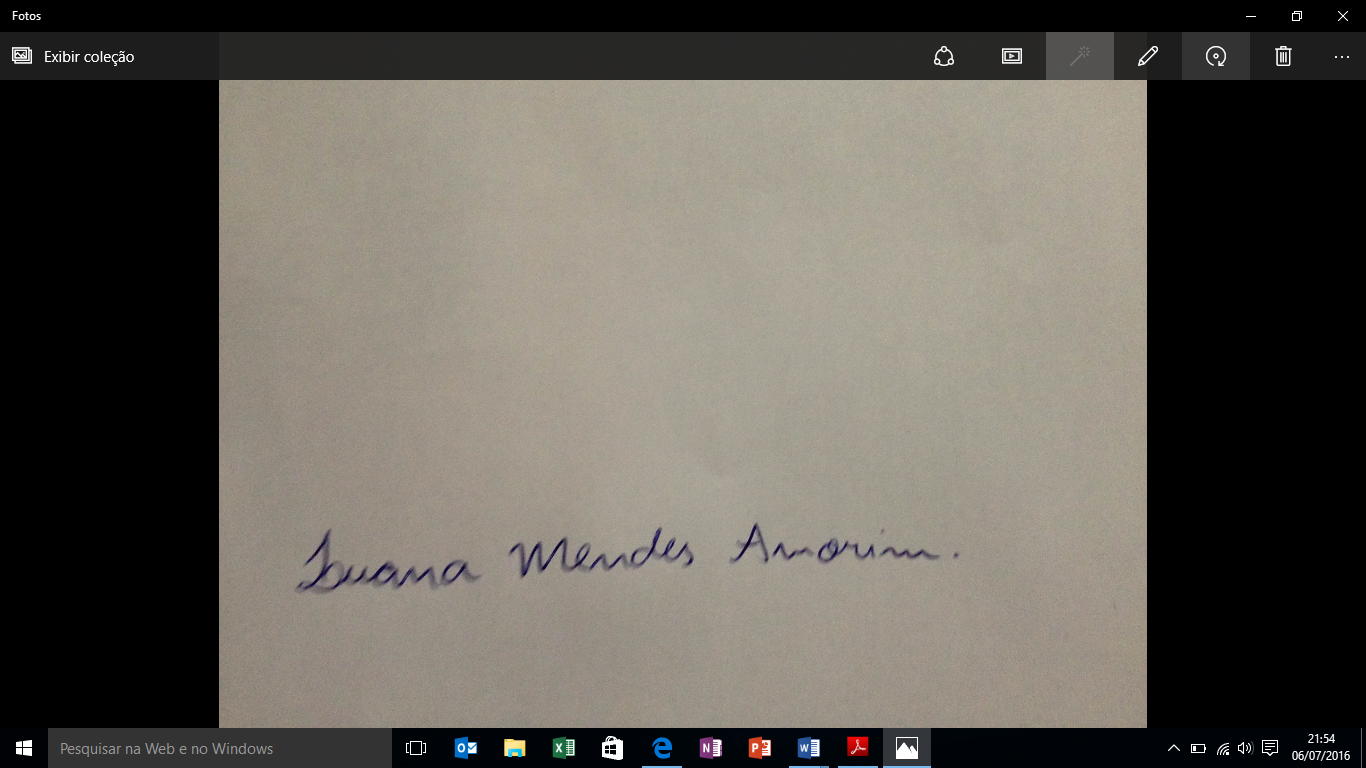 Fotos
Exibir coleção
Luana Mendes Amorim.
Pesquisar na Web e no Windows
21:54
06/07/2016